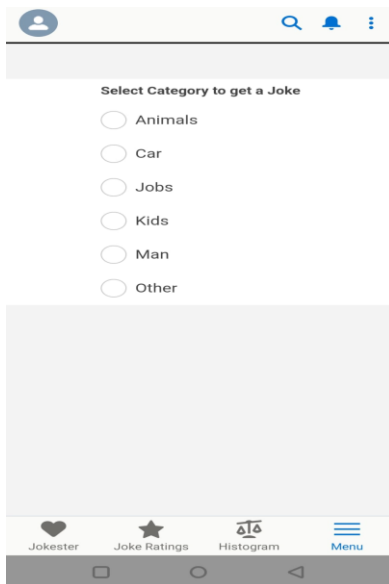 Select Category to get a Joke
Animals
Car
Jobs
Kids
Man
Other
Jokester
Joke Ratings
Histogram
Menu